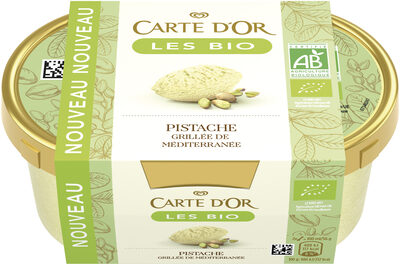 CARTE D'OR
LES BIO
NOUVEAU NOUVEAU
CERTIFIÉ
AB
AGRICULTURE
BIOLOGIQUE
PISTACHE
GRILLÉE DE
MÉDITERRANÉE
NOUVEAU
CARTE D'OR
LES BIO
PISTACHE
GRILLÉE DE
MÉDITERRANÉE